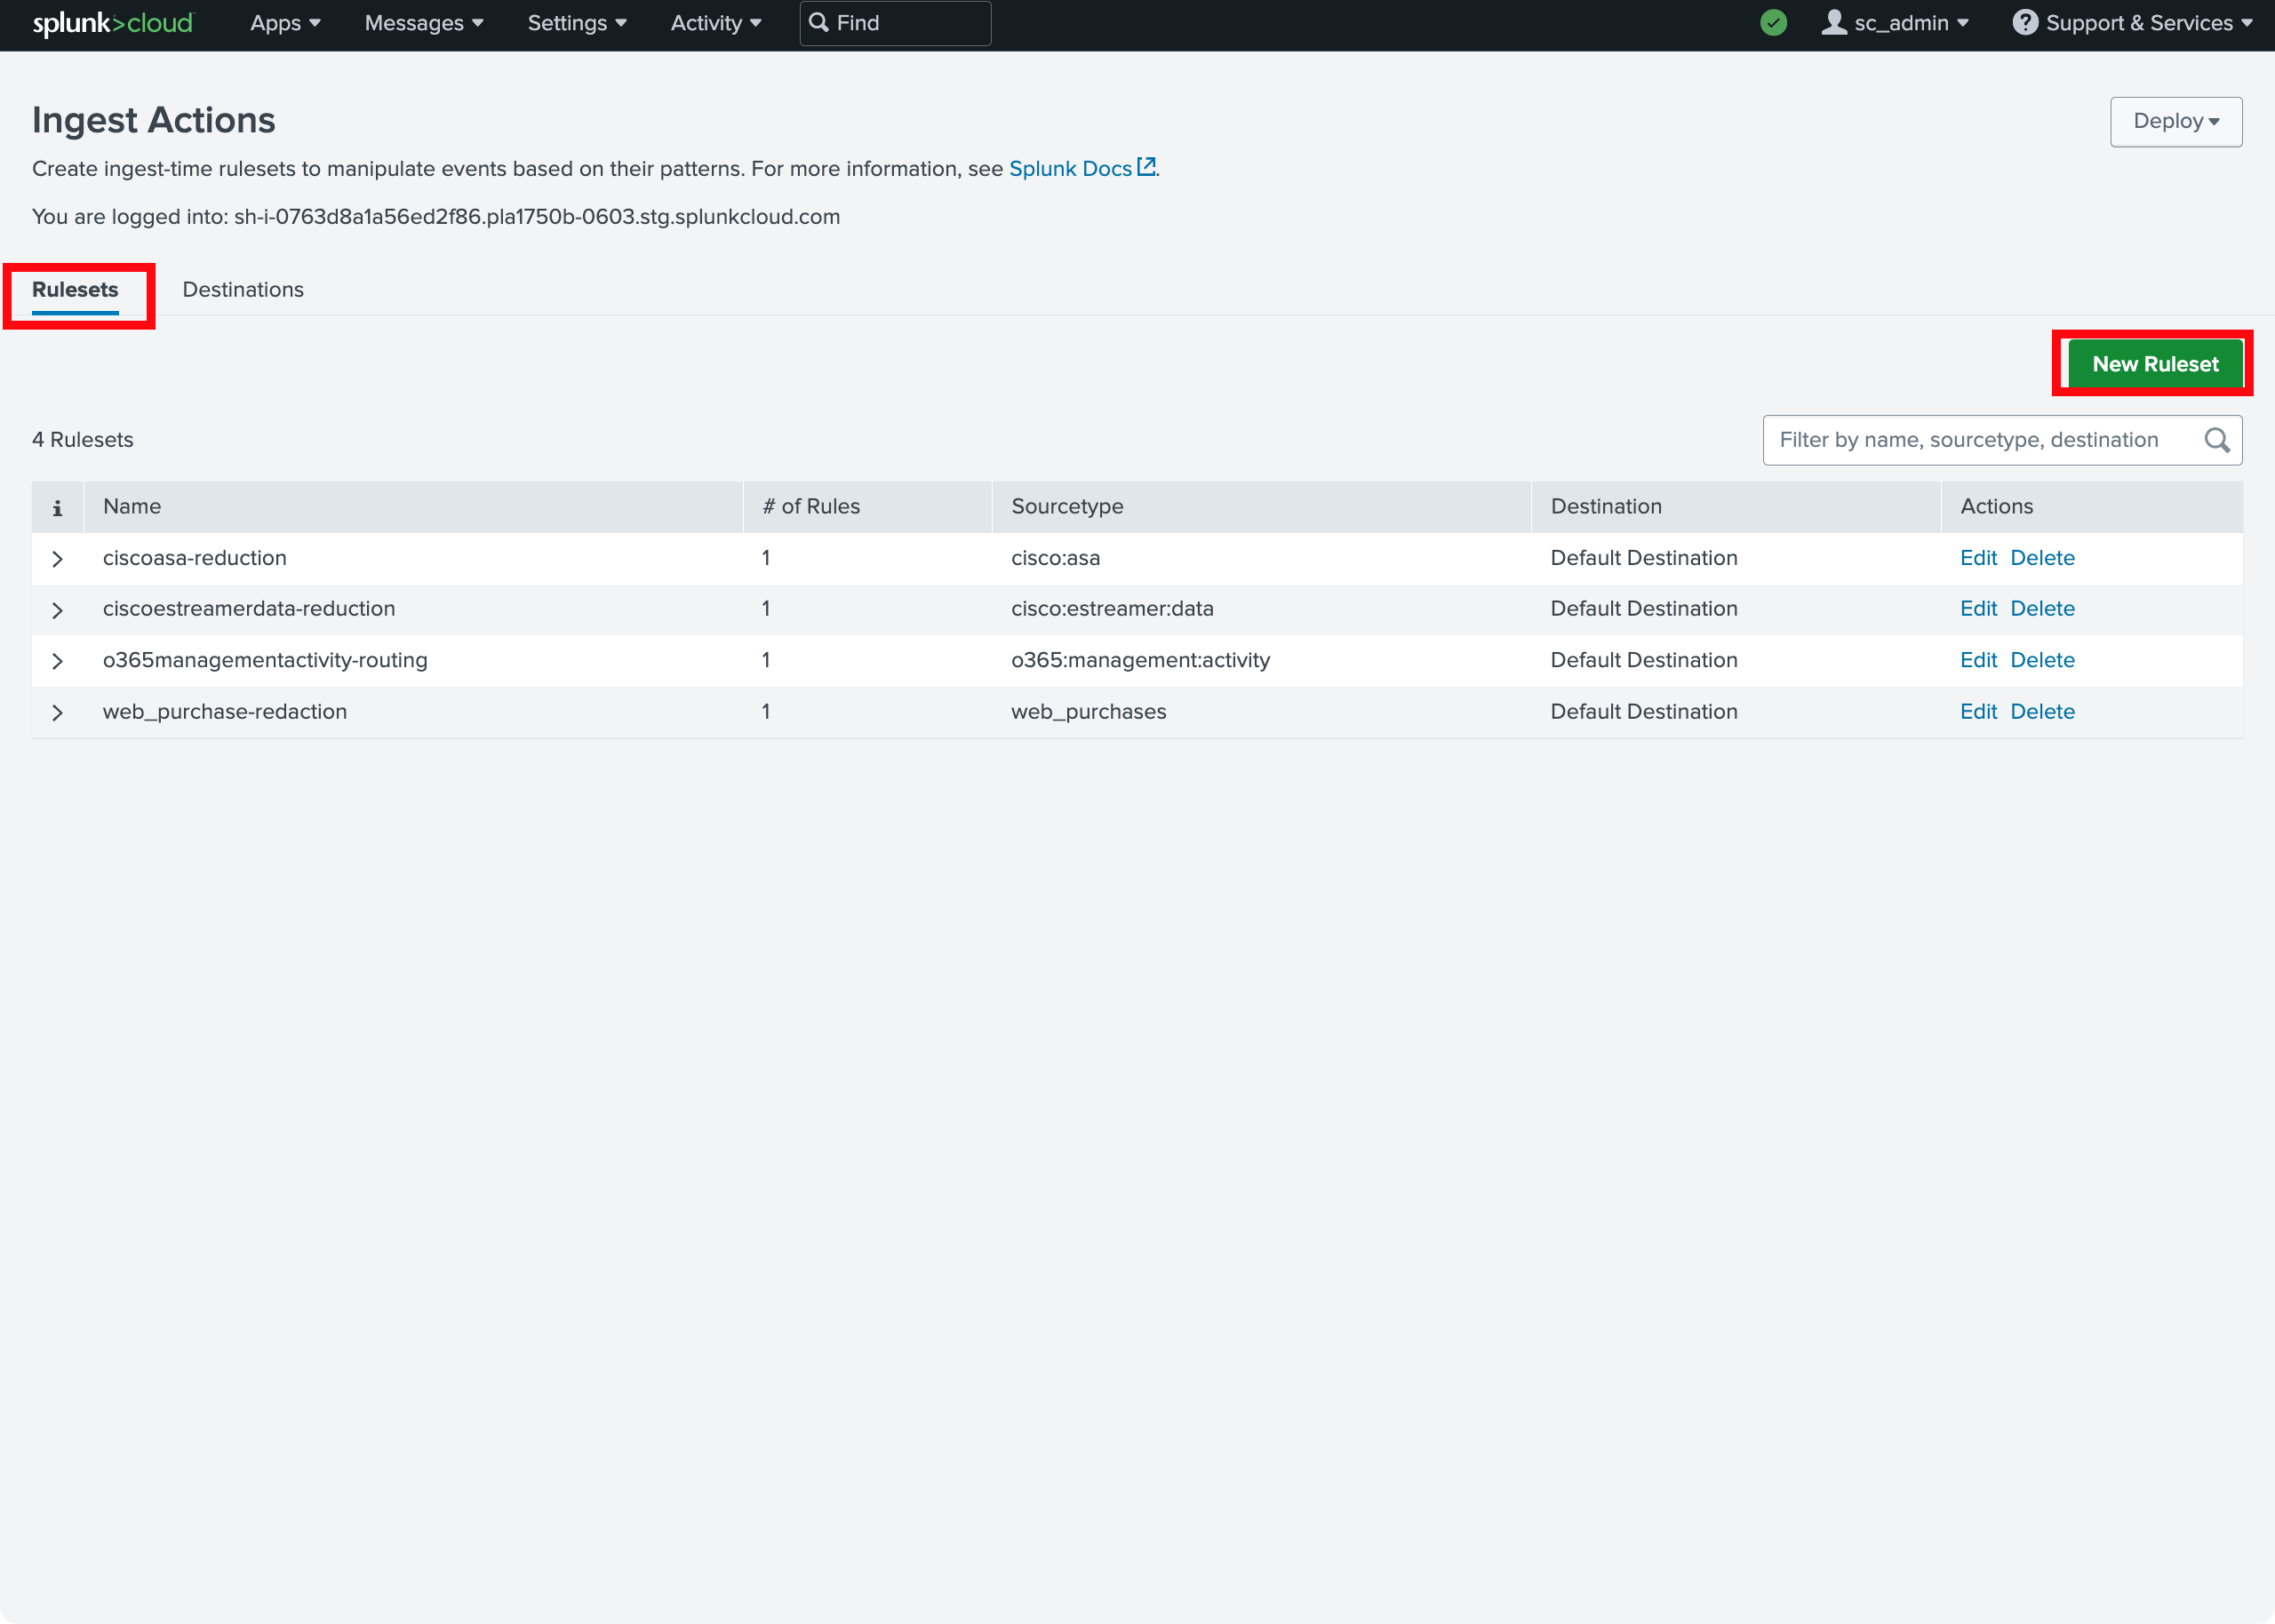 splunk>cloud Apps Messages Settings Activity Find sc_admin Support & Services
Ingest Actions
Deploy
Create ingest-time rulesets to manipulate events based on their patterns. For more information, see Splunk Docs.
You are logged into: sh-i-0763d8a1a56ed2f86.pla1750b-0603.stg.splunkcloud.com
Rulesets Destinations
New Ruleset
4 Rulesets Filter by name, sourcetype, destination
i Name # of Rules Sourcetype Destination Actions
ciscoasa-reduction 1 cisco:asa Default Destination Edit Delete
ciscoestreamerdata-reduction 1 cisco:estreamer:data Default Destination Edit Delete
o365managementactivity-routing 1 o365:management:activity Default Destination Edit Delete
web_purchase-redaction 1 web_purchases Default Destination Edit Delete